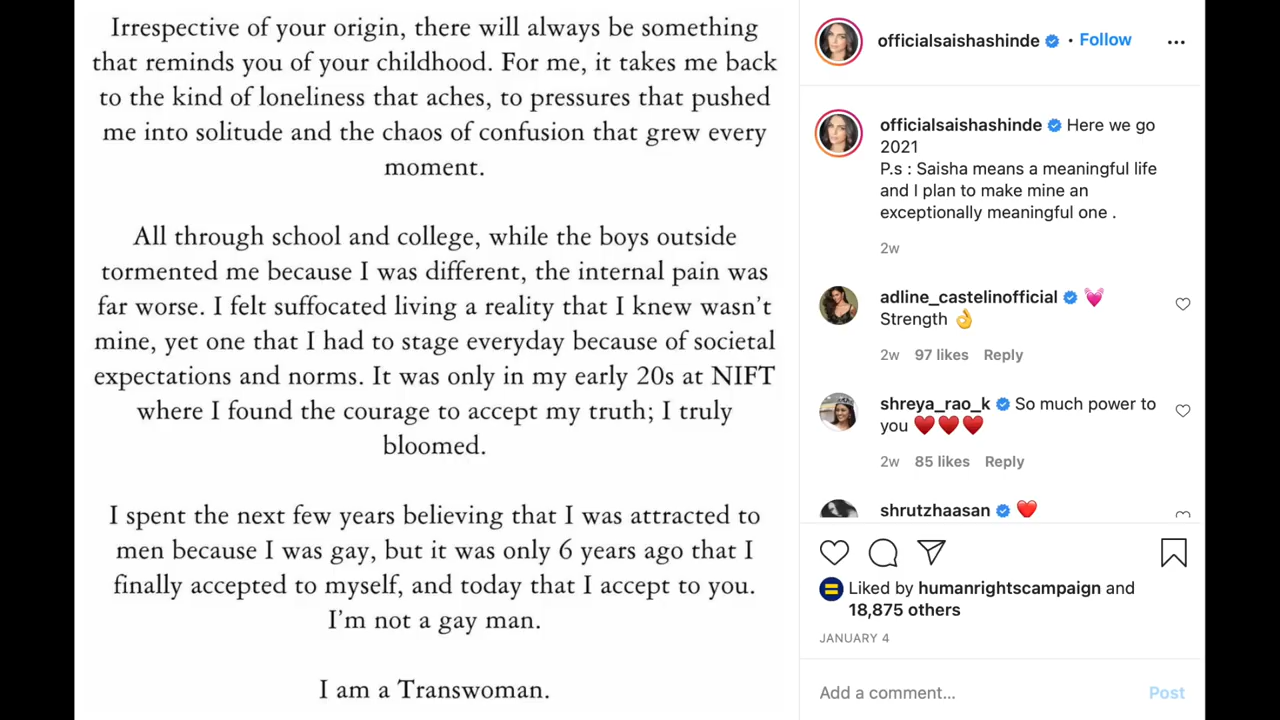 Irrespective of your origin, there will always be something
that reminds you of your childhood. For me, it takes me back
to the kind of loneliness that aches, to pressures that pushed
me into solitude and the chaos of confusion that grew every
moment.
All through school and college, while the boys outside
tormented me because I was different, the internal pain was
far worse. I felt suffocated living a reality that I knew wasn't
mine, yet one that I had to stage everyday because of societal
expectations and norms. It was only in my early 20s at NIFT
where I found the courage to accept my truth; I truly
bloomed.
I spent the next few years believing that I was attracted to
men because I was gay, but it was only 6 years ago that I
finally accepted to myself, and today that I accept to you.
I'm not a gay man.
I am a Transwoman.
officialsaishashinde • Follow
officialsaishashinde Here we go
2021
P.s : Saisha means a meaningful life
and I plan to make mine an
exceptionally meaningful one .
2w
adline_castelinofficial 💓
Strength 👌
2w 97 likes Reply
shreya_rao_k So much power to
you ❤️❤️❤️
2w 85 likes Reply
shrutzhaasan ❤️
Liked by humanrightscampaign and
18,875 others
JANUARY 4
Add a comment... Post